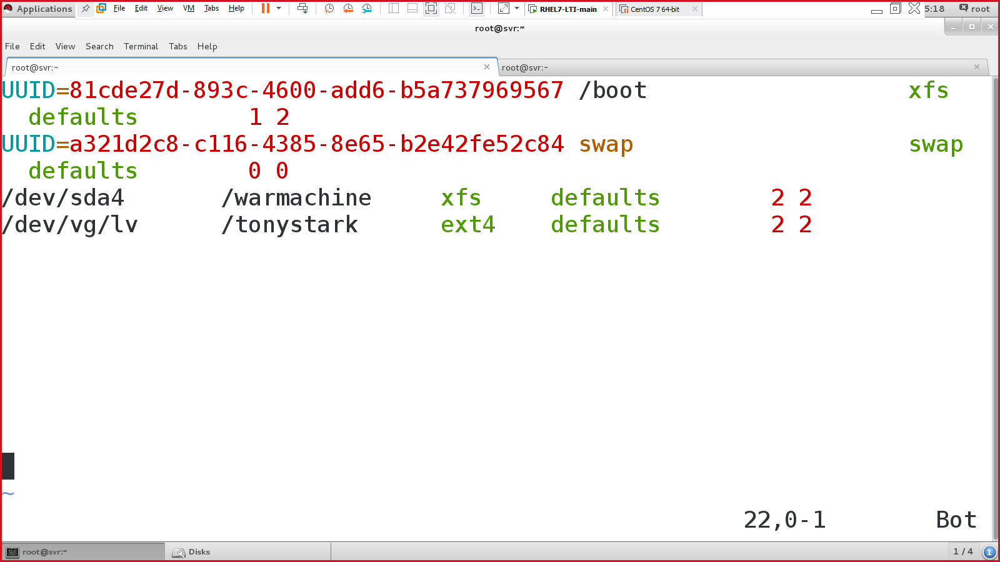 Applications File Edit View VM Tabs Help RHEL7-LTI-main CentOS 7 64-bit 5:18 root
root@svr:~
File Edit View Search Terminal Tabs Help
root@svr:~ root@svr:~
UUID=81cde27d-893c-4600-add6-b5a737969567 /boot xfs
defaults 1 2
UUID=a321d2c8-c116-4385-8e65-b2e42fe52c84 swap swap
defaults 0 0
/dev/sda4 /warmachine xfs defaults 2 2
/dev/vg/lv /tonystark ext4 defaults 2 2
~
22,0-1 Bot
root@svr:~ Disks 1 / 4 1